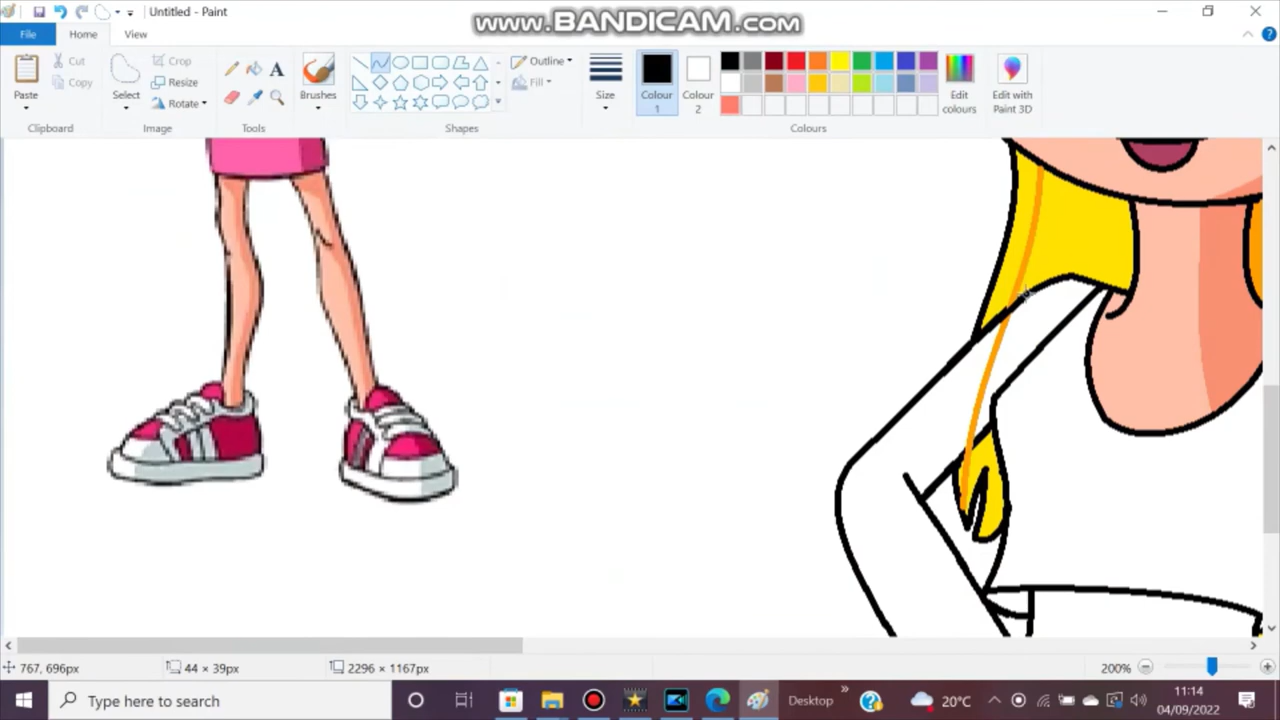 Untitled - Paint
www.BANDICAM.com
File
Home
View
Paste
Cut
Copy
Clipboard
Select
Crop
Resize
Rotate
Image
A
Tools
Brushes
Outline
Fill
Shapes
Size
Colour
1
Colour
2
Edit
colours
Edit with
Paint 3D
Colours
767, 696px
44 × 39px
2296 × 1167px
200%
Type here to search
Desktop
20°C
11:14
04/09/2022